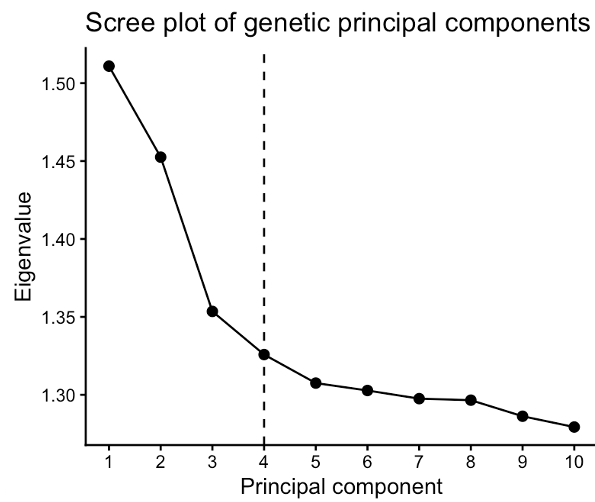 Scree plot of genetic principal components
Eigenvalue
1.50
1.45
1.40
1.35
1.30
1 2 3 4 5 6 7 8 9 10
Principal component